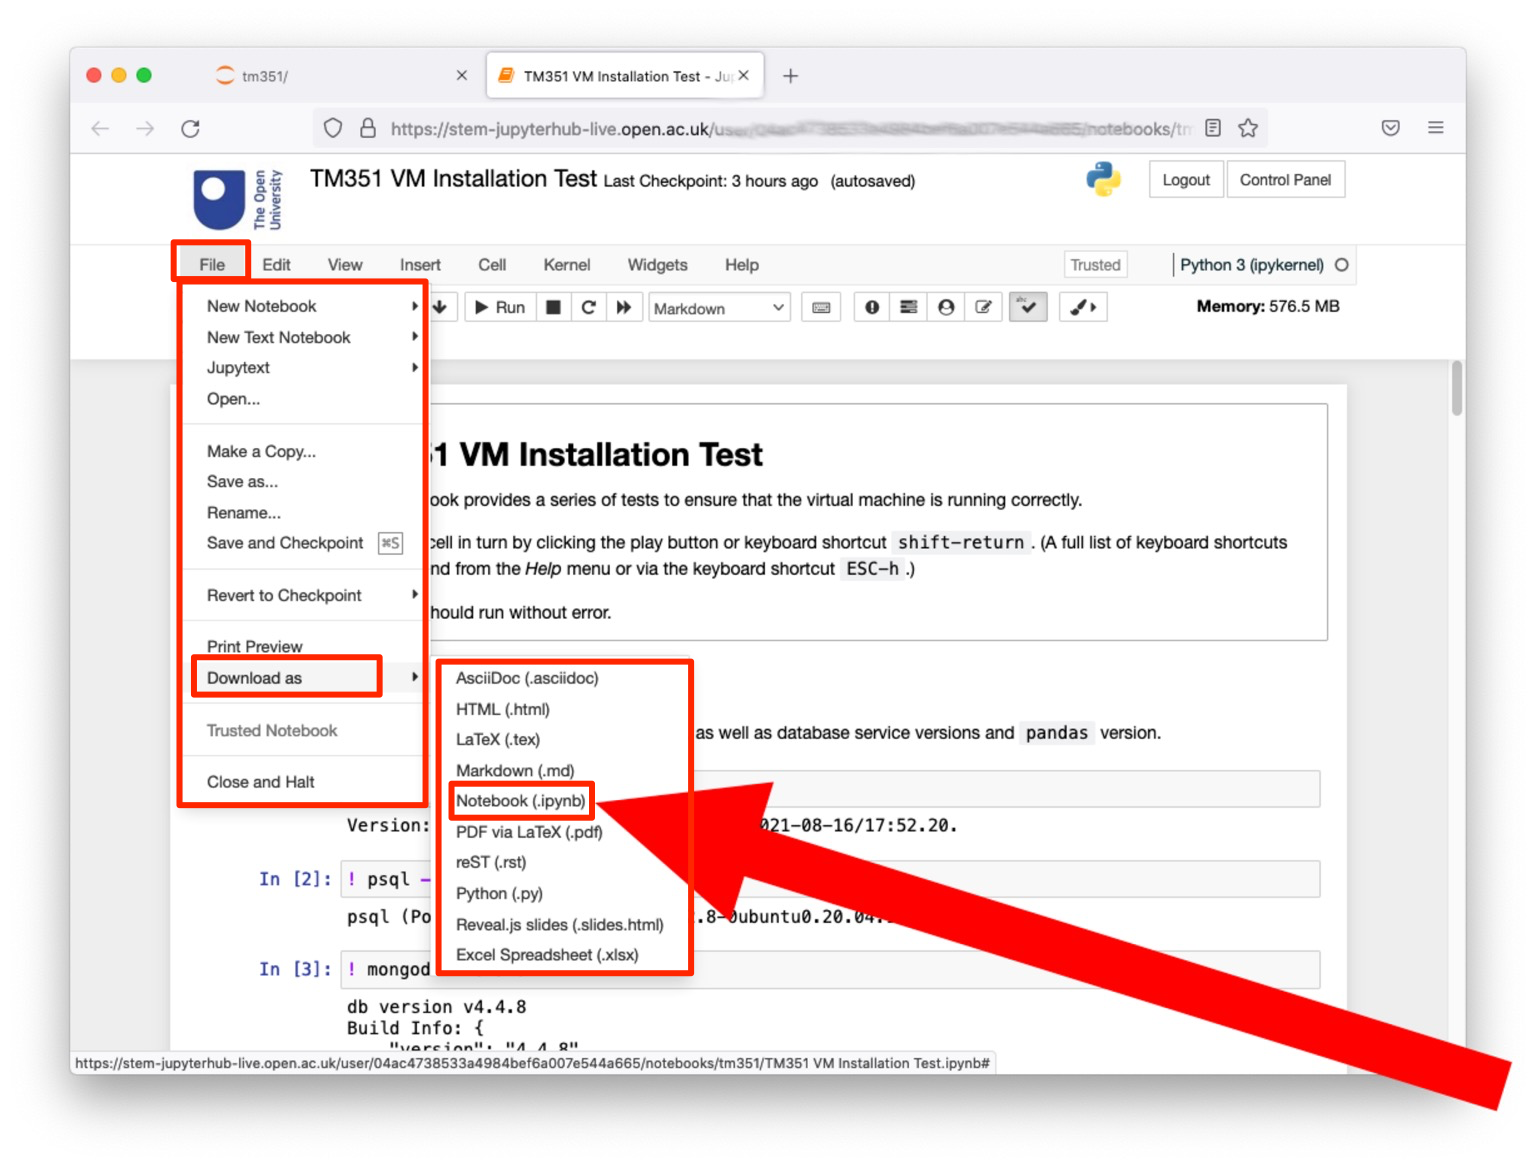 tm351/
TM351 VM Installation Test - Ju
https://stem-jupyterhub-live.open.ac.uk/user/04ac4738533a4984bef6a007e544a665/notebooks/tm
The Open
University
TM351 VM Installation Test Last Checkpoint: 3 hours ago (autosaved)
Logout
Control Panel
File Edit View Insert Cell Kernel Widgets Help
Trusted
Python 3 (ipykernel)
Run
Markdown
abc
Memory: 576.5 MB
New Notebook
New Text Notebook
Jupytext
Open...
Make a Copy...
Save as...
Rename...
Save and Checkpoint ⌘S
Revert to Checkpoint
Print Preview
Download as
Trusted Notebook
Close and Halt
51 VM Installation Test
ook provides a series of tests to ensure that the virtual machine is running correctly.
cell in turn by clicking the play button or keyboard shortcut shift-return . (A full list of keyboard shortcuts
nd from the Help menu or via the keyboard shortcut ESC-h .)
hould run without error.
AsciiDoc (.asciidoc)
HTML (.html)
LaTeX (.tex)
Markdown (.md)
Notebook (.ipynb)
PDF via LaTeX (.pdf)
reST (.rst)
Python (.py)
Reveal.js slides (.slides.html)
Excel Spreadsheet (.xlsx)
as well as database service versions and pandas version.
Version: 021-08-16/17:52.20.
In [2]: ! psql -
psql (Po .8-0ubuntu0.20.04.
In [3]: ! mongod
db version v4.4.8
Build Info: {
"version": "4.4.8"
https://stem-jupyterhub-live.open.ac.uk/user/04ac4738533a4984bef6a007e544a665/notebooks/tm351/TM351 VM Installation Test.ipynb#